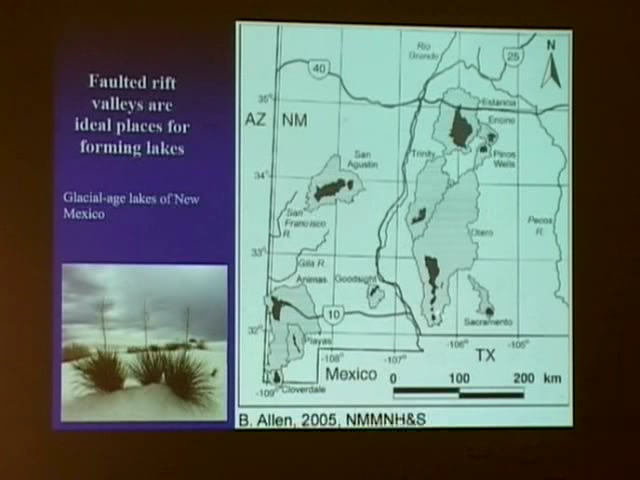 Faulted rift
valleys are
ideal places for
forming lakes
Glacial-age lakes of New
Mexico
Rio
Grande
25
N
40
35°
Estancia
AZ
NM
Encino
Trinity
Pinos
Wells
San
Agustin
34°
San
Francisco
R.
Pecos
R.
Otero
33°
Gila R.
Animas
Goodsight
10
Sacramento
32°
Playas
-108°
-107°
-106°
-105°
TX
Mexico
-109°
Cloverdale
0 100 200 km
B. Allen, 2005, NMMNH&S